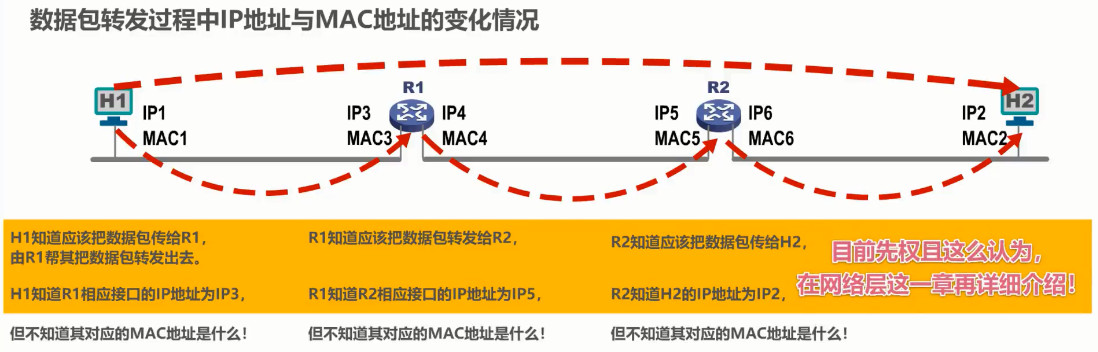 数据包转发过程中IP地址与MAC地址的变化情况
H1
IP1
MAC1
R1
IP3
MAC3
IP4
MAC4
R2
IP5
MAC5
IP6
MAC6
H2
IP2
MAC2
H1知道应该把数据包传给R1,
由R1帮其把数据包转发出去。
H1知道R1相应接口的IP地址为IP3,
但不知道其对应的MAC地址是什么!
R1知道应该把数据包转发给R2,
R1知道R2相应接口的IP地址为IP5,
但不知道其对应的MAC地址是什么!
R2知道应该把数据包传给H2,
R2知道H2的IP地址为IP2,
但不知道其对应的MAC地址是什么!
目前先权且这么认为,
在网络层这一章再详细介绍!